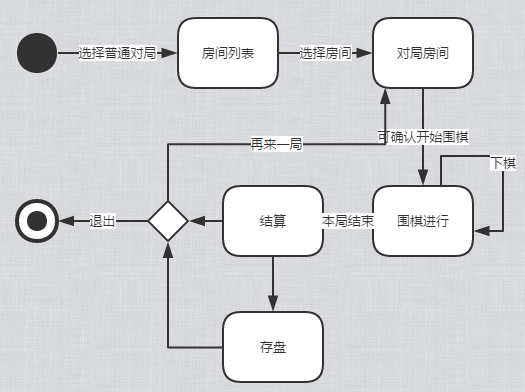 选择普通对局
房间列表
选择房间
对局房间
可确认开始围棋
再来一局
下棋
退出
结算
本局结束
围棋进行
存盘